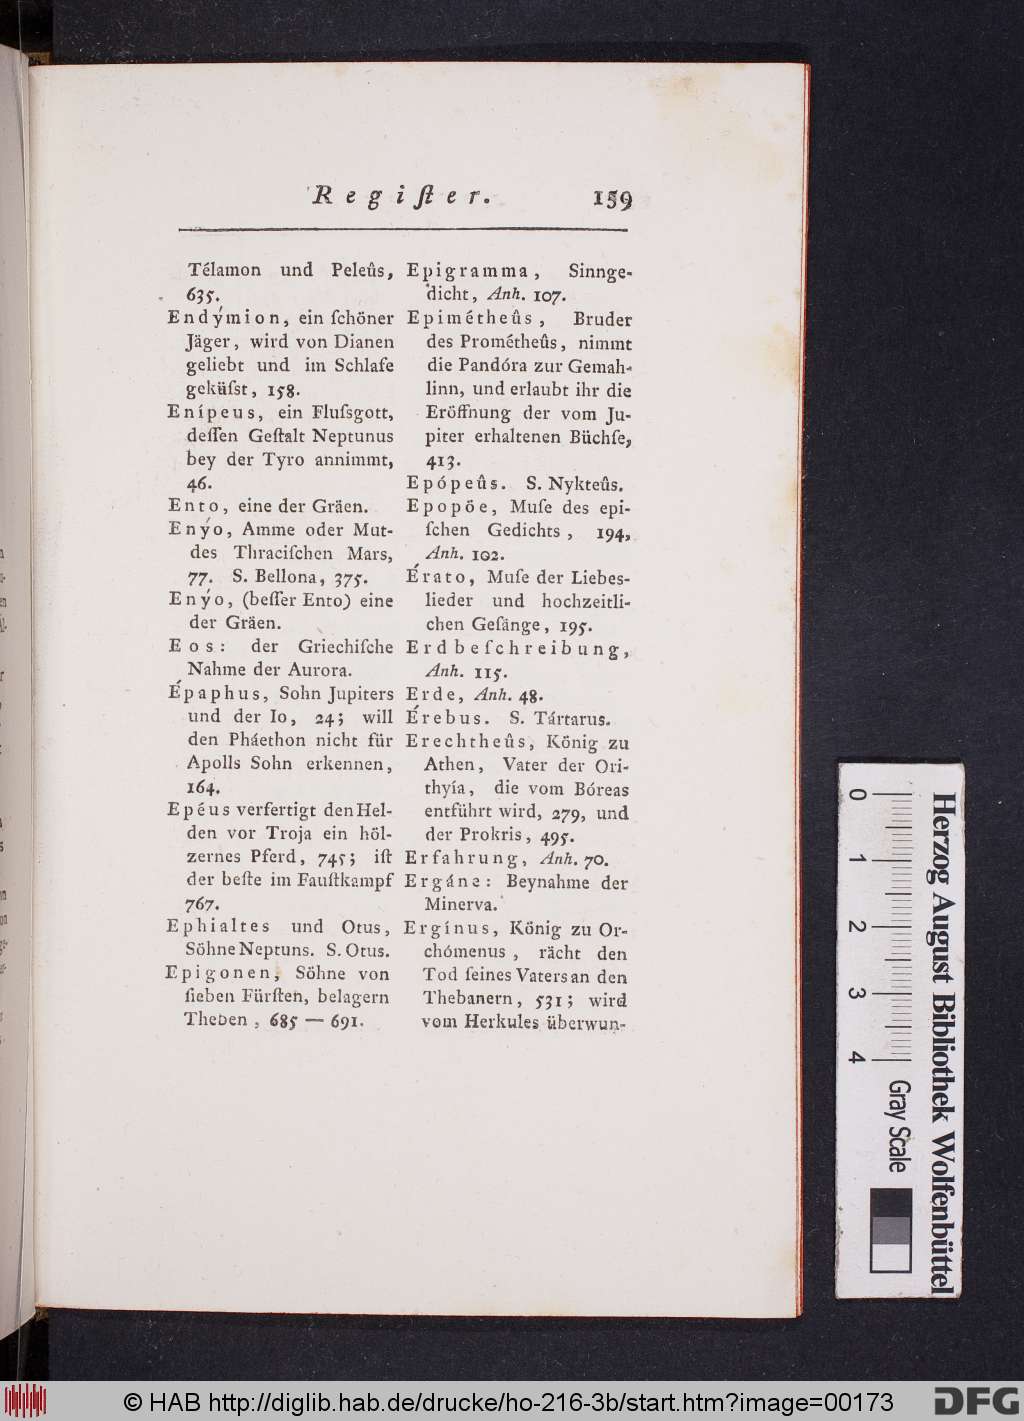 Regiſter. 159
Télamon und Peleûs,
635.
Endýmion, ein ſchöner
Jäger, wird von Dianen
geliebt und im Schlafe
geküſst, 158.
Enípeus, ein Fluſsgott,
deſſen Geſtalt Neptunus
bey der Tyro annimmt,
46.
Ento, eine der Gräen.
Enýo, Amme oder Mut-
des Thraciſchen Mars,
77. S. Bellona, 375.
Enýo, (beſſer Ento) eine
der Gräen.
Eos: der Griechiſche
Nahme der Aurora.
Épaphus, Sohn Jupiters
und der Io, 24; will
den Pháethon nicht für
Apolls Sohn erkennen,
164.
Epéus verfertigt den Hel-
den vor Troja ein höl-
zernes Pferd, 745; iſt
der beſte im Fauſtkampf
767.
Ephialtes und Otus,
Söhne Neptuns. S. Otus.
Epigonen, Söhne von
ſieben Fürſten, belagern
Theben, 685 — 691.
Epigramma, Sinnge-
dicht, Anh. 107.
Epimétheûs, Bruder
des Prométheûs, nimmt
die Pandóra zur Gemah-
linn, und erlaubt ihr die
Eröffnung der vom Ju-
piter erhaltenen Büchſe,
413.
Epópeûs. S. Nykteûs.
Epopöe, Muſe des epi-
ſchen Gedichts, 194,
Anh. 102.
Érato, Muſe der Liebes-
lieder und hochzeitli-
chen Geſänge, 195.
Erdbeſchreibung,
Anh. 115.
Erde, Anh. 48.
Érebus. S. Tártarus.
Erechtheûs, König zu
Athen, Vater der Ori-
thyía, die vom Bóreas
entführt wird, 279, und
der Prokris, 495.
Erfahrung, Anh. 70.
Ergáne: Beynahme der
Minerva.
Ergínus, König zu Or-
chómenus, rächt den
Tod ſeines Vaters an den
Thebanern, 531; wird
vom Herkules überwun-
0 1 2 3 4 Gray Scale
Herzog August Bibliothek Wolfenbüttel
© HAB http://diglib.hab.de/drucke/ho-216-3b/start.htm?image=00173
DFG